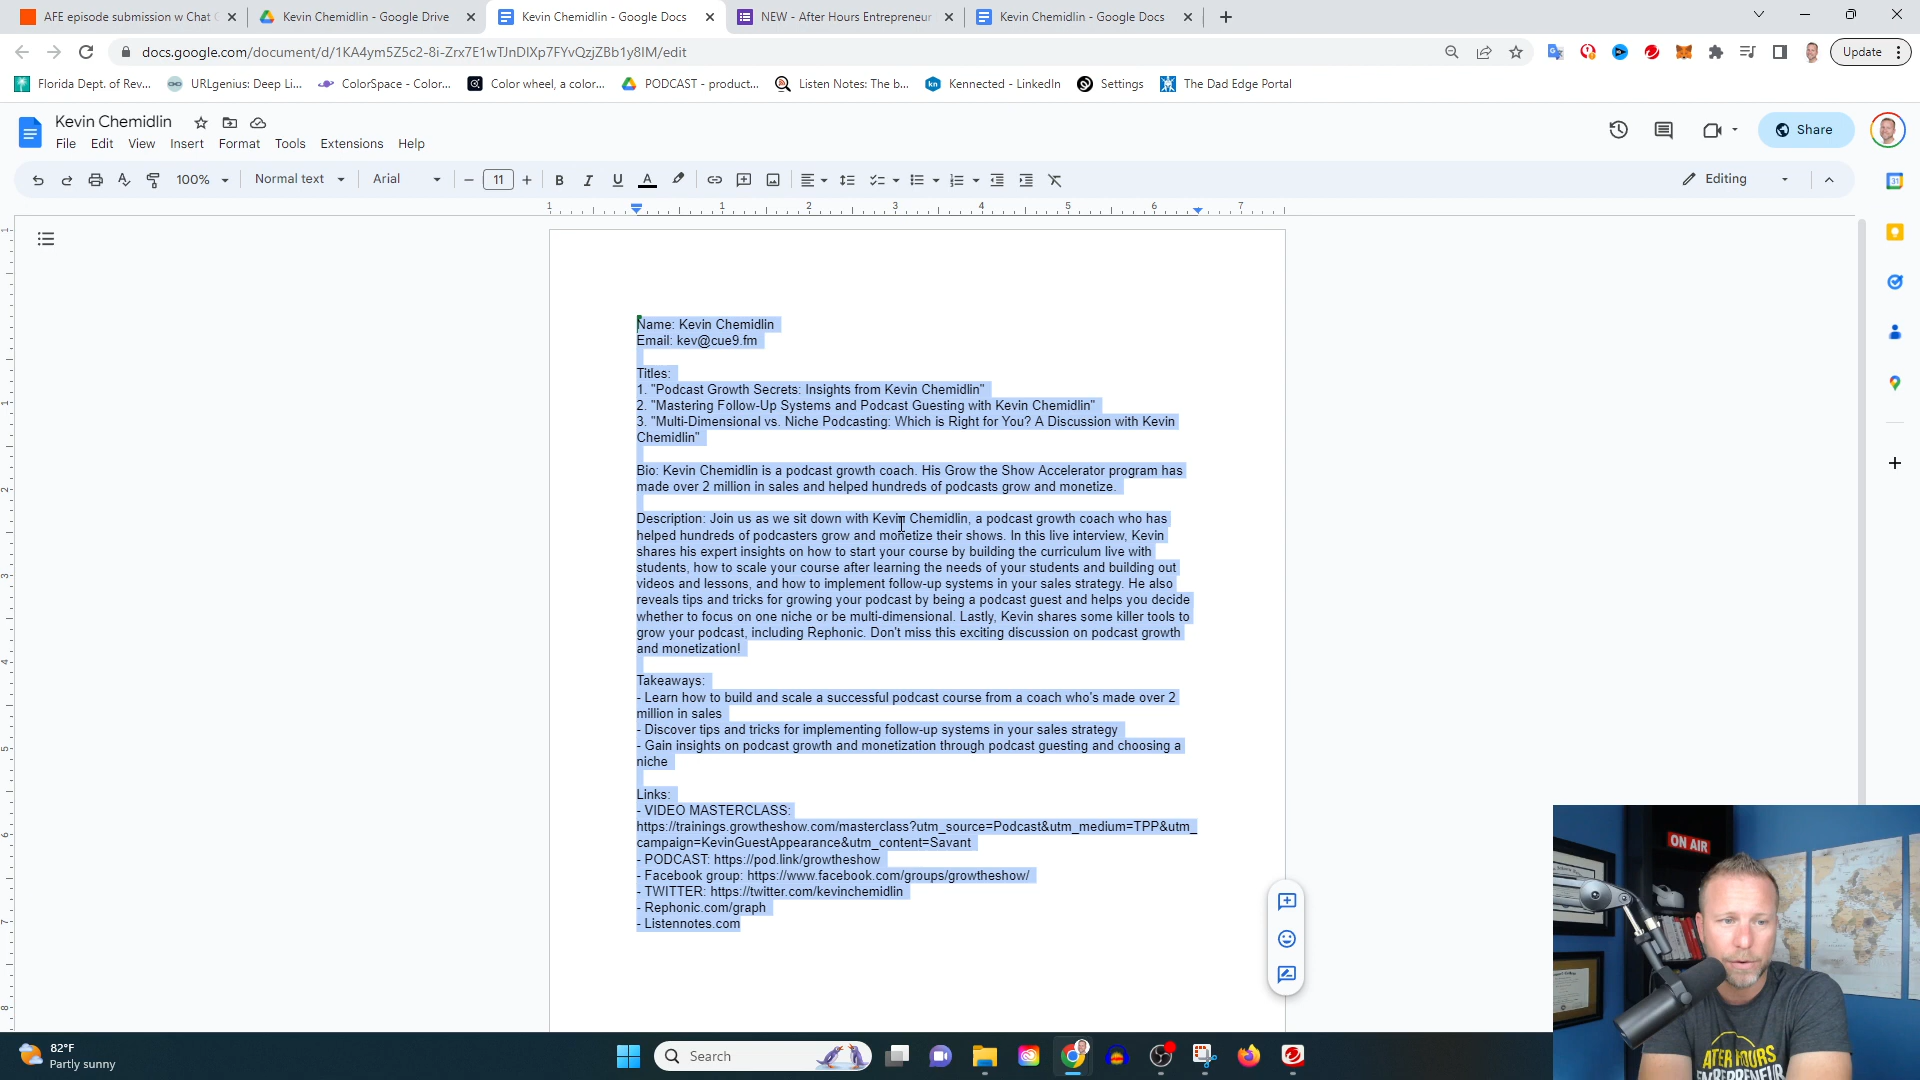 AFE episode submission w Chat
Kevin Chemidlin - Google Drive
Kevin Chemidlin - Google Docs
NEW - After Hours Entrepreneur
Kevin Chemidlin - Google Docs
docs.google.com/document/d/1KA4ym5Z5c2-8i-Zrx7E1wTJnDIXp7FYvQzjZBb1y8IM/edit
Update
Florida Dept. of Rev...
URLgenius: Deep Li...
ColorSpace - Color...
Color wheel, a color...
PODCAST - product...
Listen Notes: The b...
Kennected - LinkedIn
Settings
The Dad Edge Portal
Kevin Chemidlin
File Edit View Insert Format Tools Extensions Help
Share
100% Normal text Arial 11 B I U A Editing
1 1 2 3 4 5 6 7
Name: Kevin Chemidlin
Email: kev@cue9.fm
Titles:
1. "Podcast Growth Secrets: Insights from Kevin Chemidlin"
2. "Mastering Follow-Up Systems and Podcast Guesting with Kevin Chemidlin"
3. "Multi-Dimensional vs. Niche Podcasting: Which is Right for You? A Discussion with Kevin
Chemidlin"
Bio: Kevin Chemidlin is a podcast growth coach. His Grow the Show Accelerator program has
made over 2 million in sales and helped hundreds of podcasts grow and monetize.
Description: Join us as we sit down with Kevin Chemidlin, a podcast growth coach who has
helped hundreds of podcasters grow and monetize their shows. In this live interview, Kevin
shares his expert insights on how to start your course by building the curriculum live with
students, how to scale your course after learning the needs of your students and building out
videos and lessons, and how to implement follow-up systems in your sales strategy. He also
reveals tips and tricks for growing your podcast by being a podcast guest and helps you decide
whether to focus on one niche or be multi-dimensional. Lastly, Kevin shares some killer tools to
grow your podcast, including Rephonic. Don't miss this exciting discussion on podcast growth
and monetization!
Takeaways:
- Learn how to build and scale a successful podcast course from a coach who's made over 2
million in sales
- Discover tips and tricks for implementing follow-up systems in your sales strategy
- Gain insights on podcast growth and monetization through podcast guesting and choosing a
niche
Links:
- VIDEO MASTERCLASS:
https://trainings.growtheshow.com/masterclass?utm_source=Podcast&utm_medium=TPP&utm_
campaign=KevinGuestAppearance&utm_content=Savant
- PODCAST: https://pod.link/growtheshow
- Facebook group: https://www.facebook.com/groups/growtheshow/
- TWITTER: https://twitter.com/kevinchemidlin
- Rephonic.com/graph
- Listennotes.com
ON AIR
82°F
Partly sunny
Search